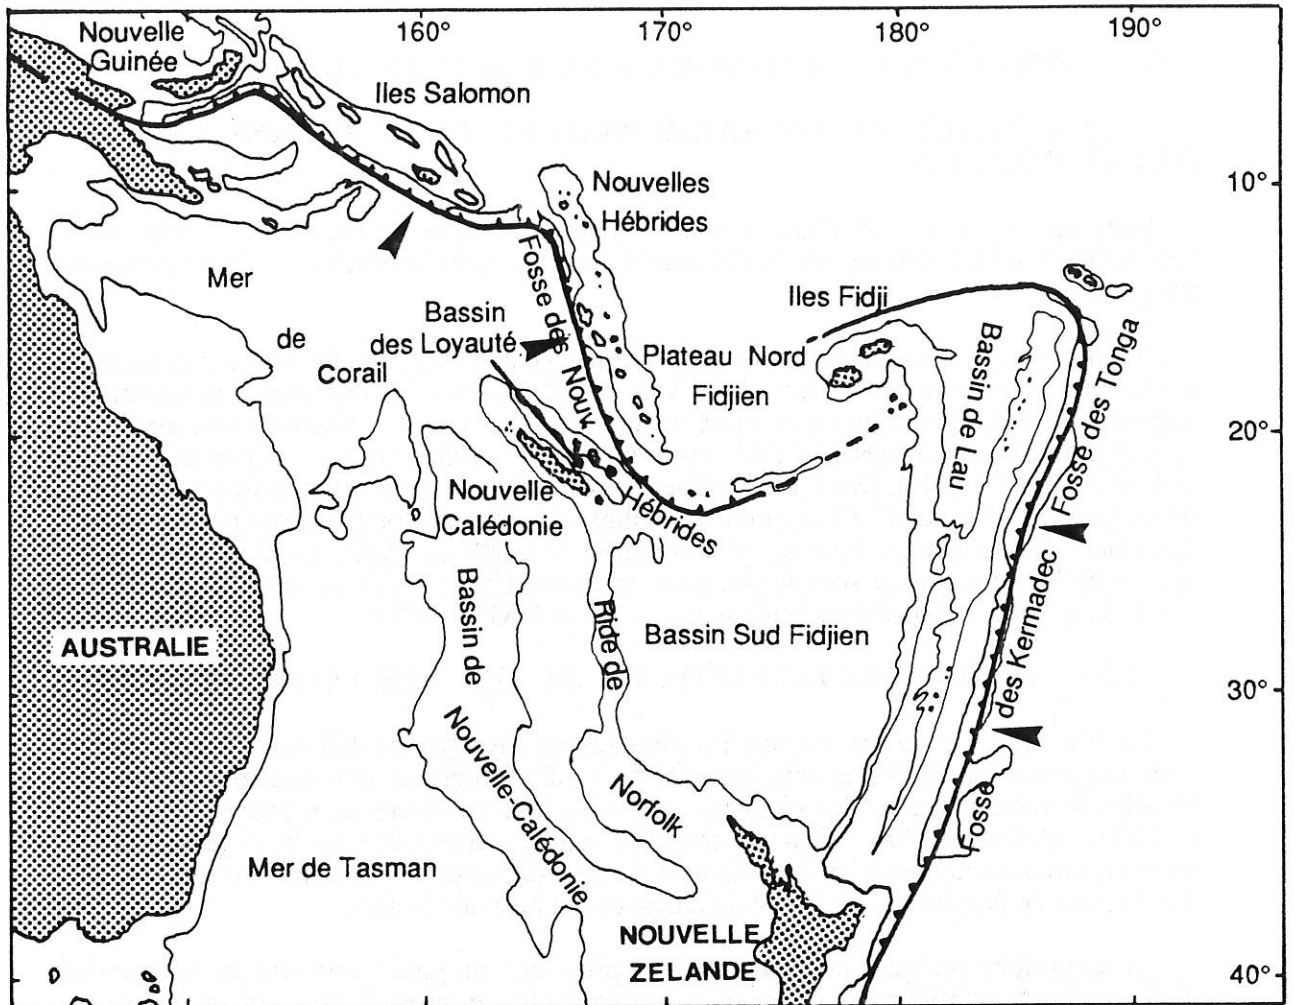 160°
170°
180°
190°
Nouvelle
Guinée
Iles Salomon
Nouvelles
Hébrides
10°
Mer
de
Corail
Bassin
des Loyauté
Fosse des Nouv.
Hébrides
Iles Fidji
Plateau Nord
Fidjien
Bassin de Lau
Fosse des Tonga
20°
Nouvelle
Calédonie
AUSTRALIE
Bassin de
Nouvelle-Calédonie
Ride de
Norfolk
Bassin Sud Fidjien
Fosse
des Kermadec
30°
Mer de Tasman
NOUVELLE
ZELANDE
40°